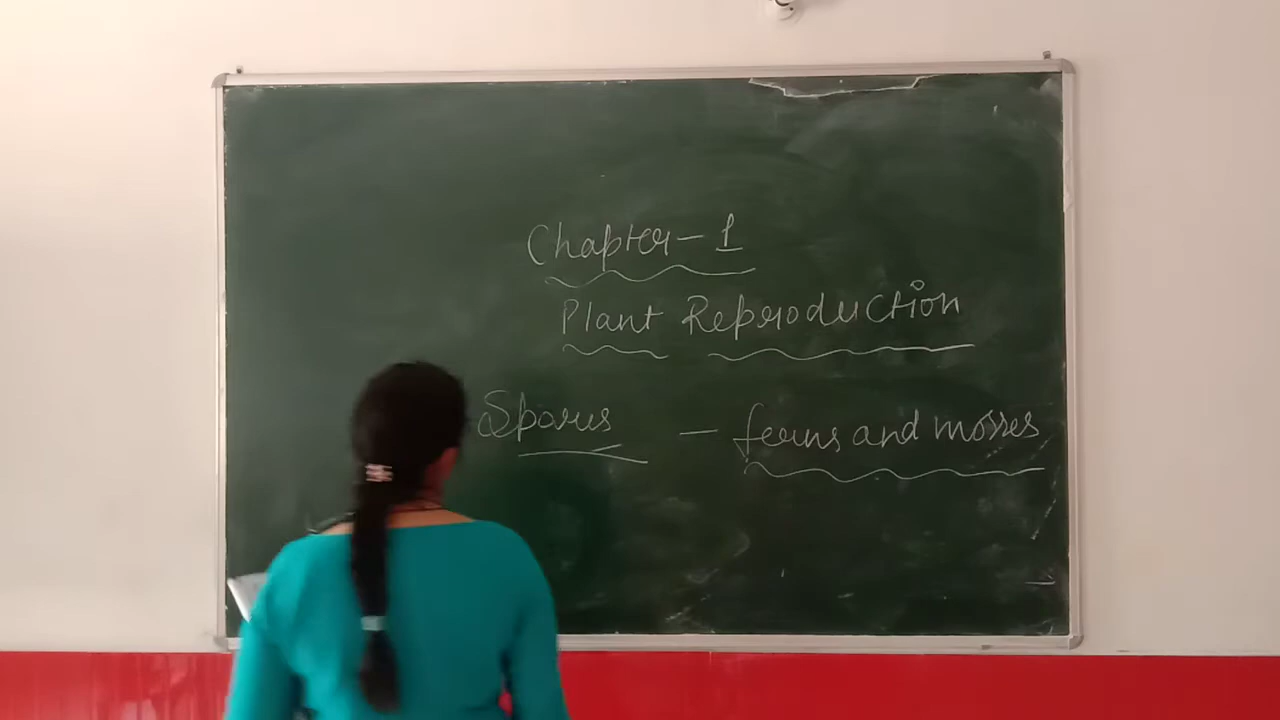 Chapter - 1
Plant Reproduction
Spores - ferns and mosses